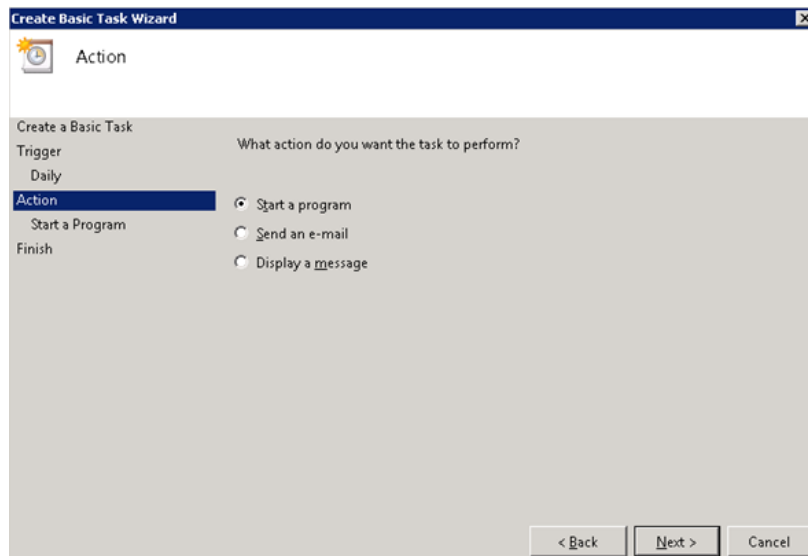 Create Basic Task Wizard
Action
Create a Basic Task
Trigger
Daily
Action
Start a Program
Finish
What action do you want the task to perform?
Start a program
Send an e-mail
Display a message
< Back
Next >
Cancel